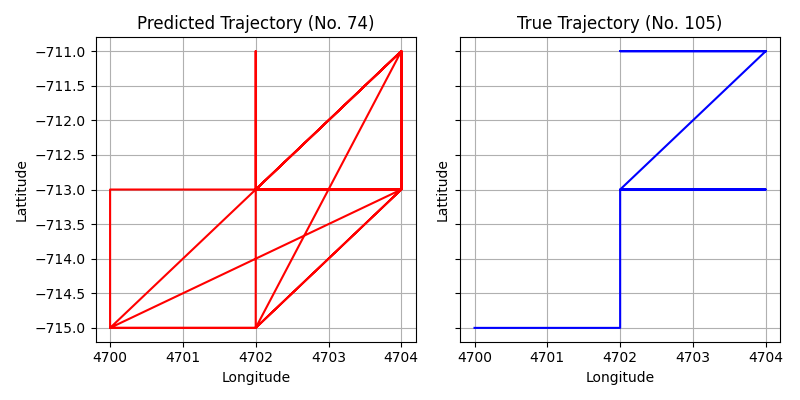 Predicted Trajectory (No. 74)
True Trajectory (No. 105)
−711.0
−711.5
−712.0
−712.5
−713.0
−713.5
−714.0
−714.5
−715.0
Lattitude
Lattitude
4700 4701 4702 4703 4704
4700 4701 4702 4703 4704
Longitude
Longitude